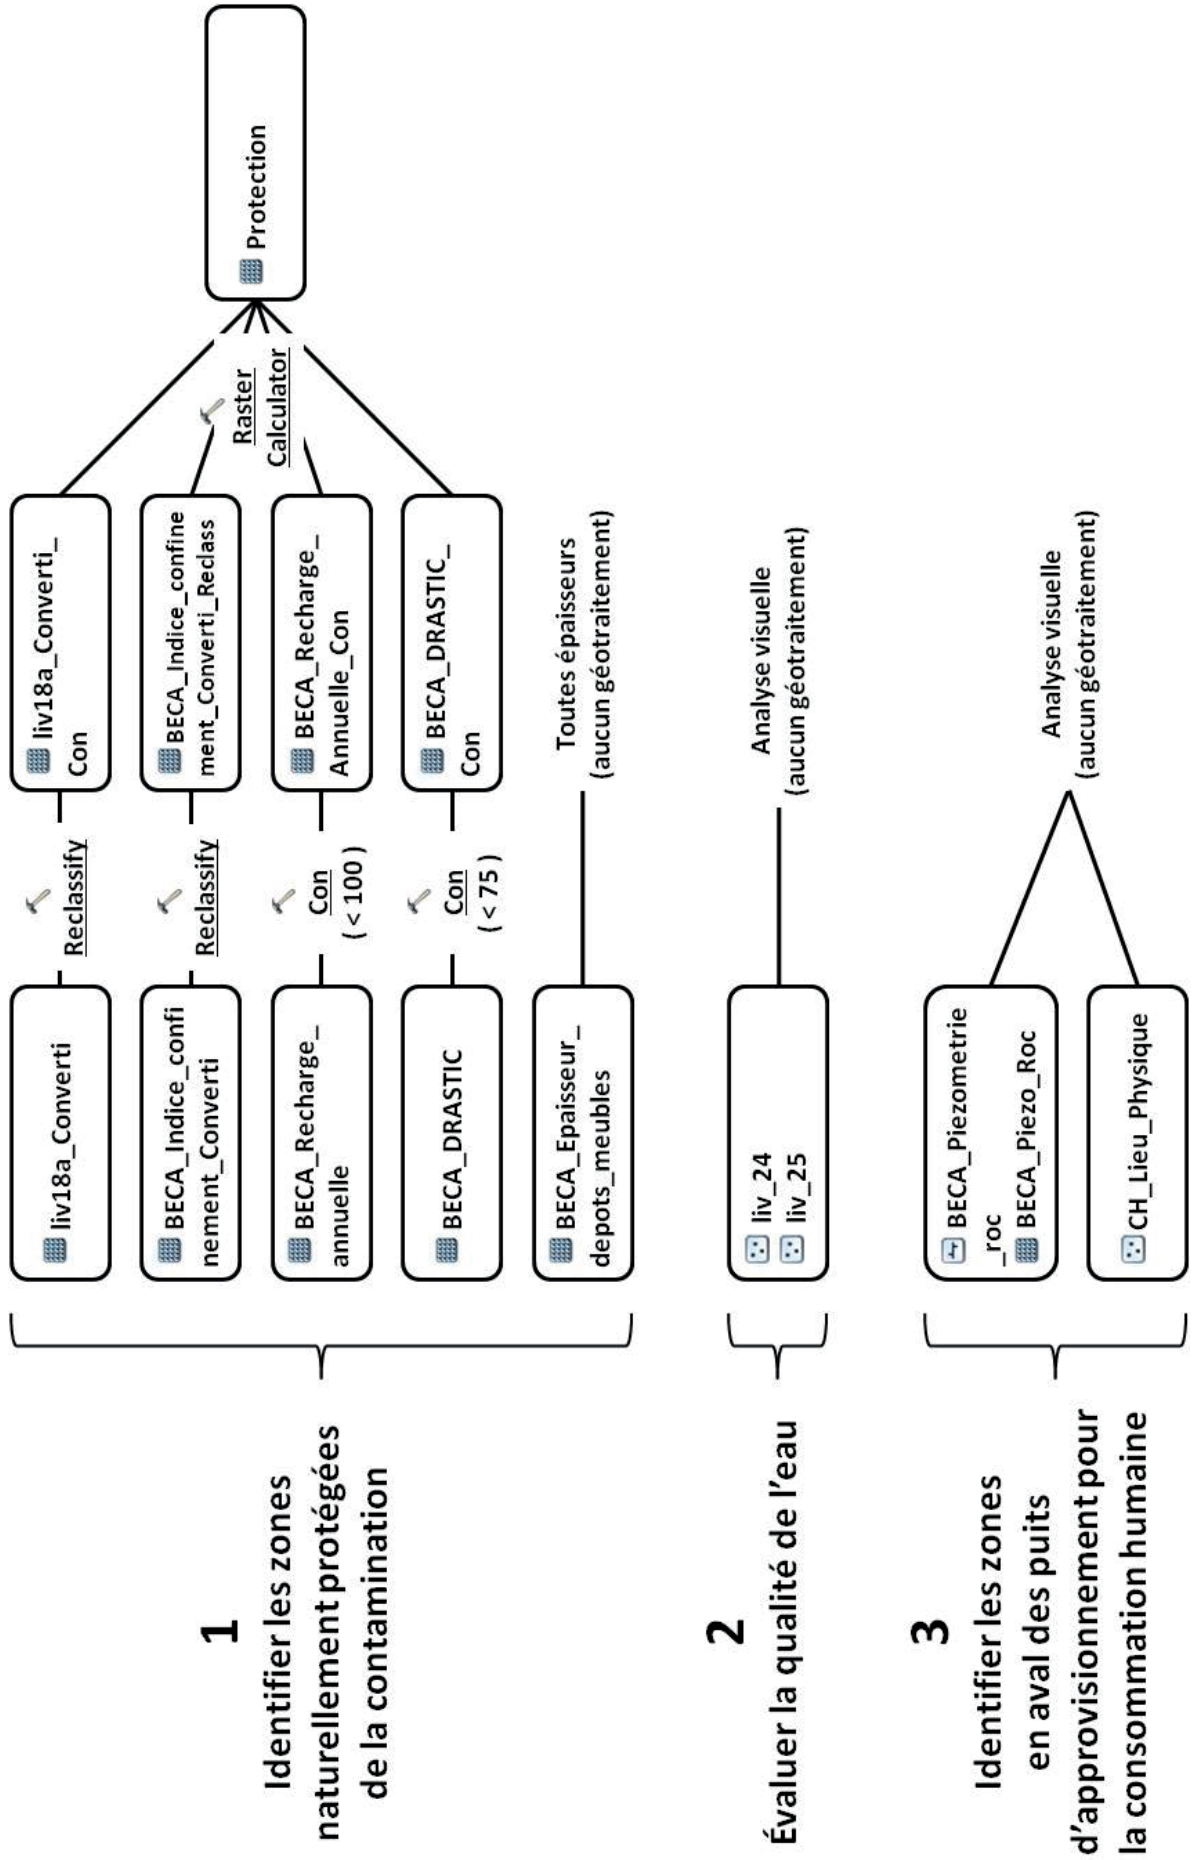 1
Identifier les zones
naturellement protégées
de la contamination
liv18a_Converti
Reclassify
liv18a_Converti_
Con
BECA_Indice_confi
nement_Converti
Reclassify
BECA_Indice_confine
ment_Converti_Reclass
BECA_Recharge_
annuelle
Con
( < 100 )
BECA_Recharge_
Annuelle_Con
BECA_DRASTIC
Con
( < 75 )
BECA_DRASTIC_
Con
Raster
Calculator
Protection
BECA_Epaisseur_
depots_meubles
Toutes épaisseurs
(aucun géotraitement)
2
Évaluer la qualité de l'eau
liv_24
liv_25
Analyse visuelle
(aucun géotraitement)
3
Identifier les zones
en aval des puits
d'approvisionnement pour
la consommation humaine
BECA_Piezometrie
_roc
BECA_Piezo_Roc
CH_Lieu_Physique
Analyse visuelle
(aucun géotraitement)